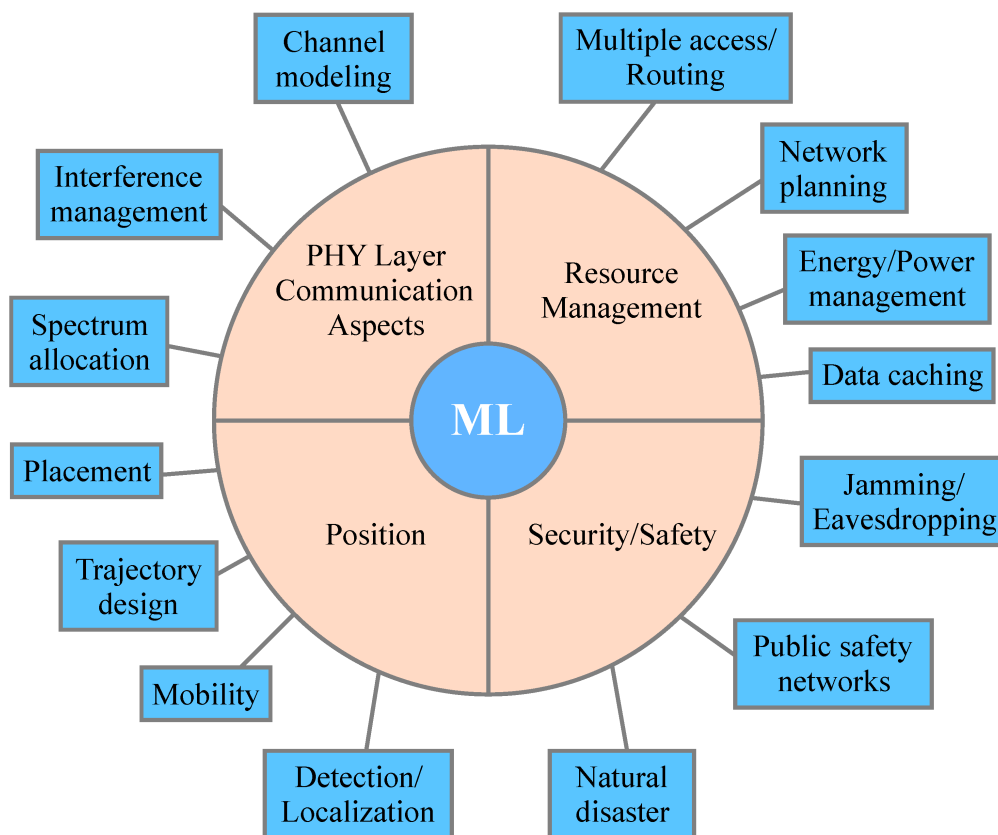 Channel
modeling
Multiple access/
Routing
Interference
management
Network
planning
PHY Layer
Communication
Aspects
Resource
Management
Energy/Power
management
Spectrum
allocation
Data caching
ML
Placement
Jamming/
Eavesdropping
Position
Security/Safety
Trajectory
design
Public safety
networks
Mobility
Detection/
Localization
Natural
disaster